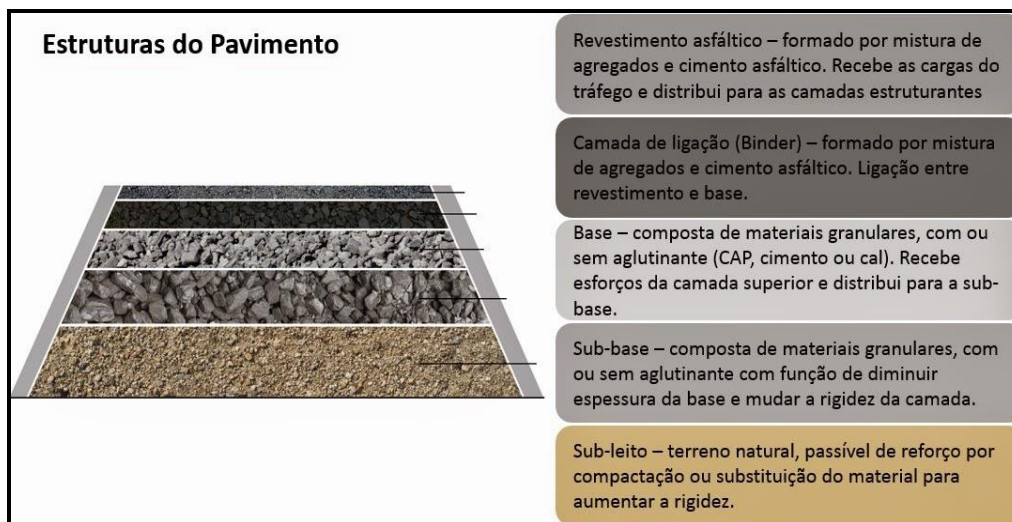 Estruturas do Pavimento
Revestimento asfáltico – formado por mistura de
agregados e cimento asfáltico. Recebe as cargas do
tráfego e distribui para as camadas estruturantes
Camada de ligação (Binder) – formado por mistura
de agregados e cimento asfáltico. Ligação entre
revestimento e base.
Base – composta de materiais granulares, com ou
sem aglutinante (CAP, cimento ou cal). Recebe
esforços da camada superior e distribui para a sub-
base.
Sub-base – composta de materiais granulares, com
ou sem aglutinante com função de diminuir
espessura da base e mudar a rigidez da camada.
Sub-leito – terreno natural, passível de reforço por
compactação ou substituição do material para
aumentar a rigidez.